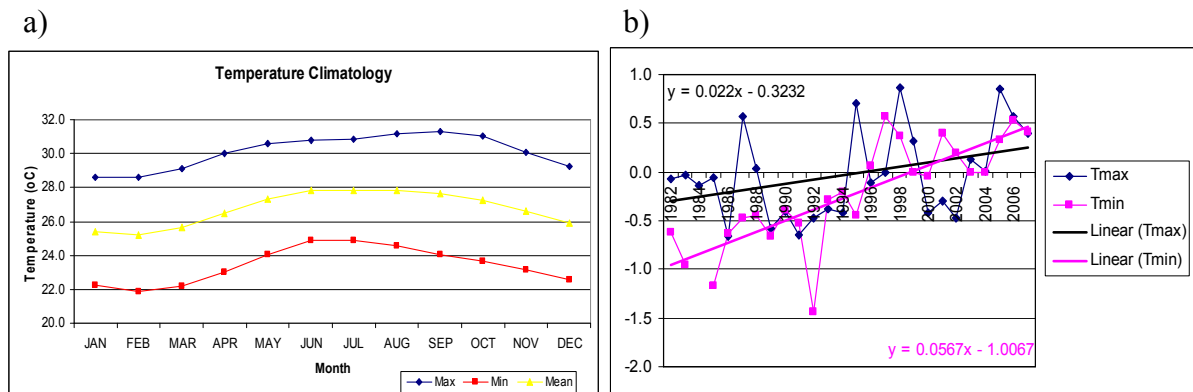 a)
Temperature Climatology
Temperature (oC)
32.0
30.0
28.0
26.0
24.0
22.0
20.0
JAN FEB MAR APR MAY JUN JUL AUG SEP OCT NOV DEC
Month
Max Min Mean
b)
y = 0.022x - 0.3232
1.0
0.5
0.0
-0.5
-1.0
-1.5
-2.0
1982 1984 1986 1988 1990 1992 1994 1996 1998 2000 2002 2004 2006
y = 0.0567x - 1.0067
Tmax
Tmin
Linear (Tmax)
Linear (Tmin)